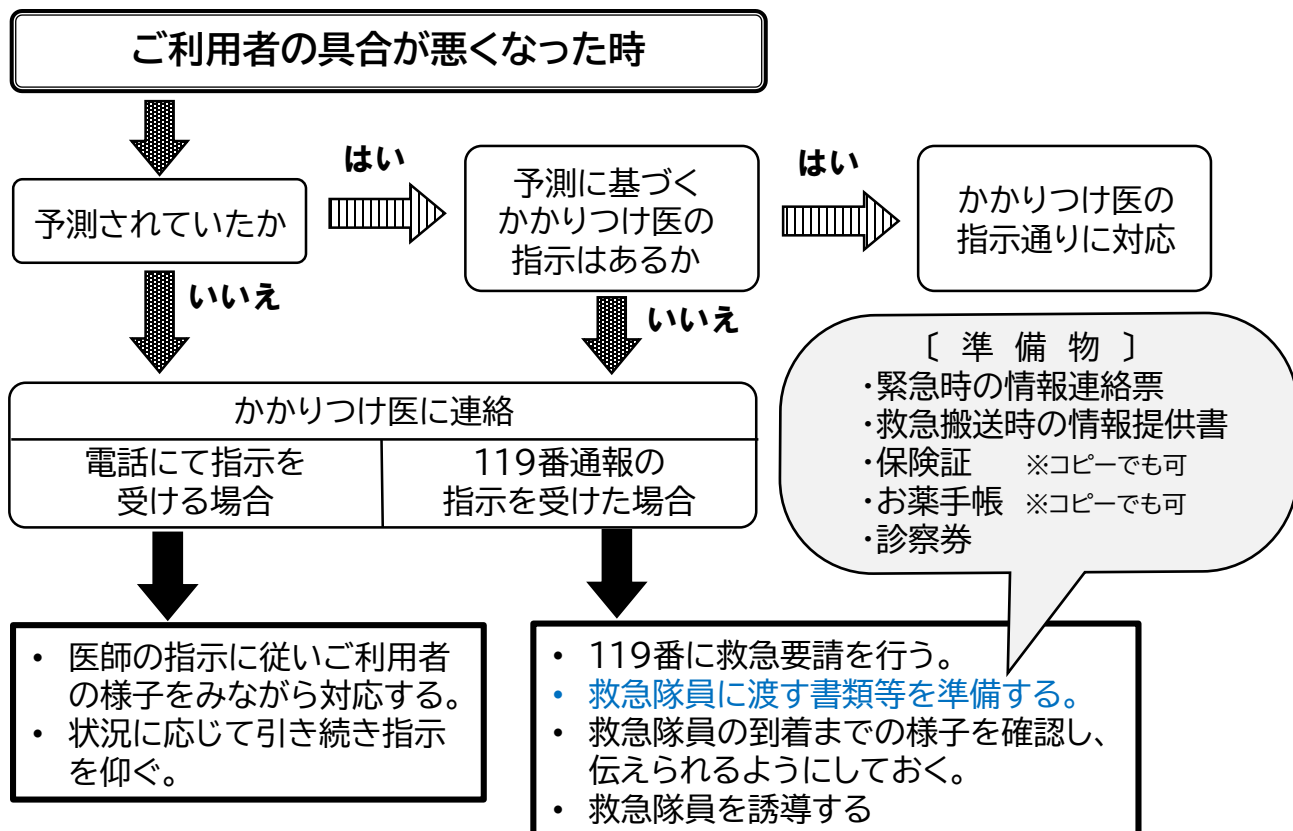 ご利用者の具合が悪くなった時
予測されていたか
はい
予測に基づく
かかりつけ医の
指示はあるか
はい
かかりつけ医の
指示通りに対応
いいえ
いいえ
かかりつけ医に連絡
電話にて指示を
受ける場合
119番通報の
指示を受けた場合
〔 準 備 物 〕
・緊急時の情報連絡票
・救急搬送時の情報提供書
・保険証 ※コピーでも可
・お薬手帳 ※コピーでも可
・診察券
• 医師の指示に従いご利用者
の様子をみながら対応する。
• 状況に応じて引き続き指示
を仰ぐ。
• 119番に救急要請を行う。
• 救急隊員に渡す書類等を準備する。
• 救急隊員の到着までの様子を確認し、
伝えられるようにしておく。
• 救急隊員を誘導する